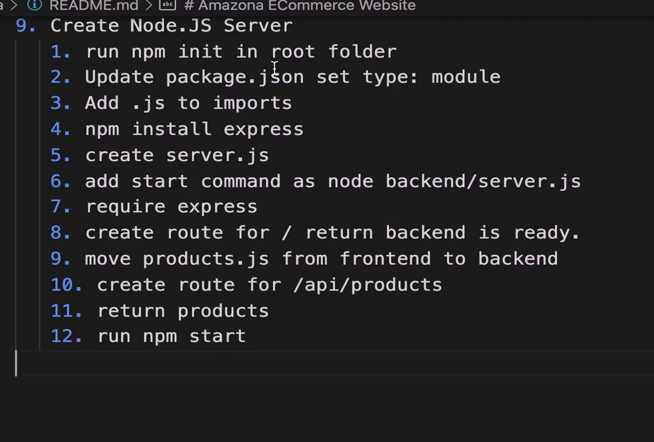 README.md > # Amazona ECommerce Website
9. Create Node.JS Server
1. run npm init in root folder
2. Update package.json set type: module
3. Add .js to imports
4. npm install express
5. create server.js
6. add start command as node backend/server.js
7. require express
8. create route for / return backend is ready.
9. move products.js from frontend to backend
10. create route for /api/products
11. return products
12. run npm start